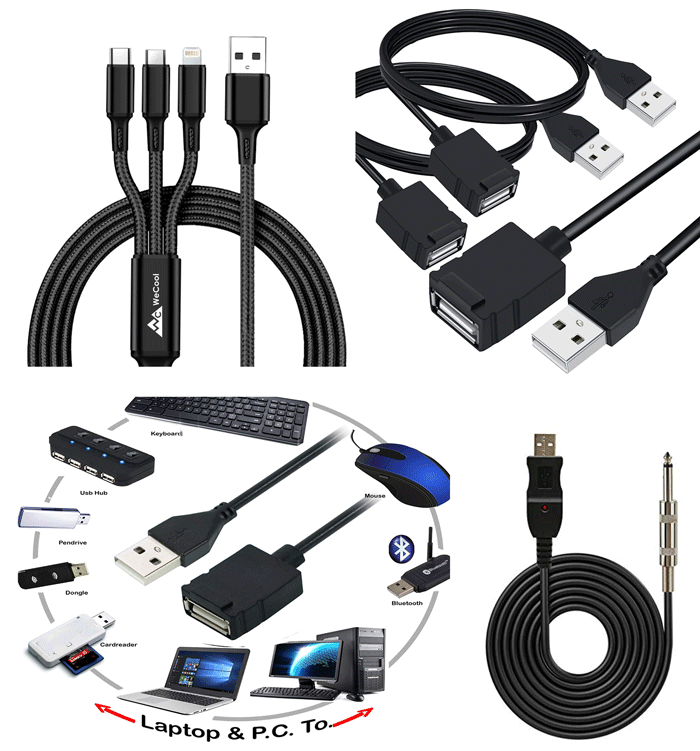 WeCool
Keyboard
Usb Hub
Mouse
Pendrive
Dongle
Bluetooth
Cardreader
Laptop & P.C. To.